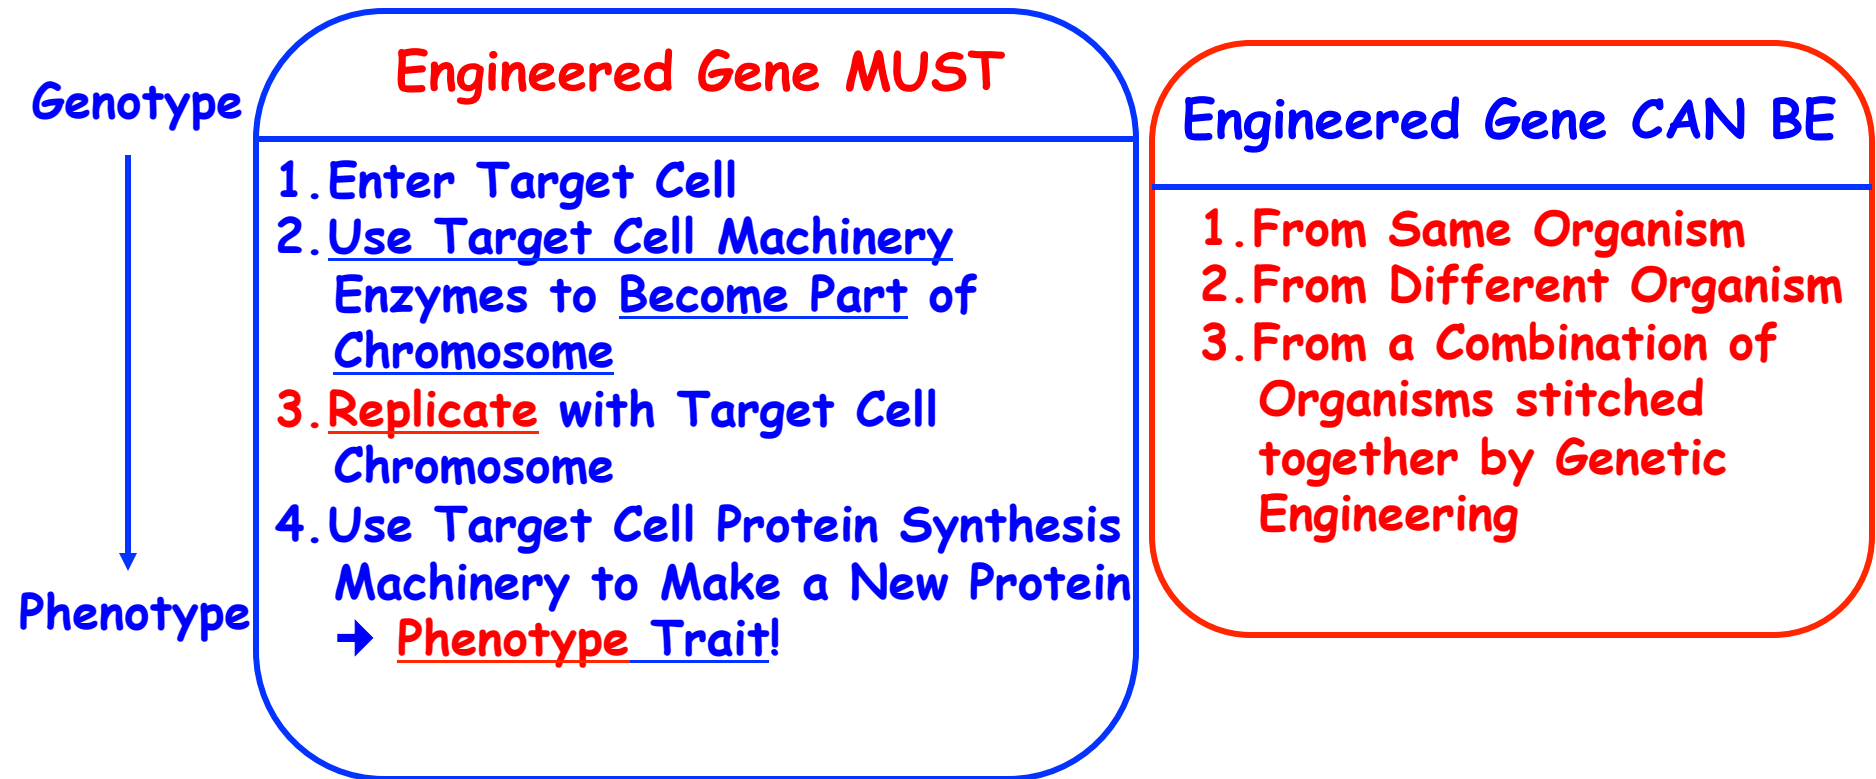 Genotype
Phenotype
Engineered Gene MUST
1.Enter Target Cell
2.Use Target Cell Machinery
Enzymes to Become Part of
Chromosome
3.Replicate with Target Cell
Chromosome
4.Use Target Cell Protein Synthesis
Machinery to Make a New Protein
→ Phenotype Trait!
Engineered Gene CAN BE
1.From Same Organism
2.From Different Organism
3.From a Combination of
Organisms stitched
together by Genetic
Engineering